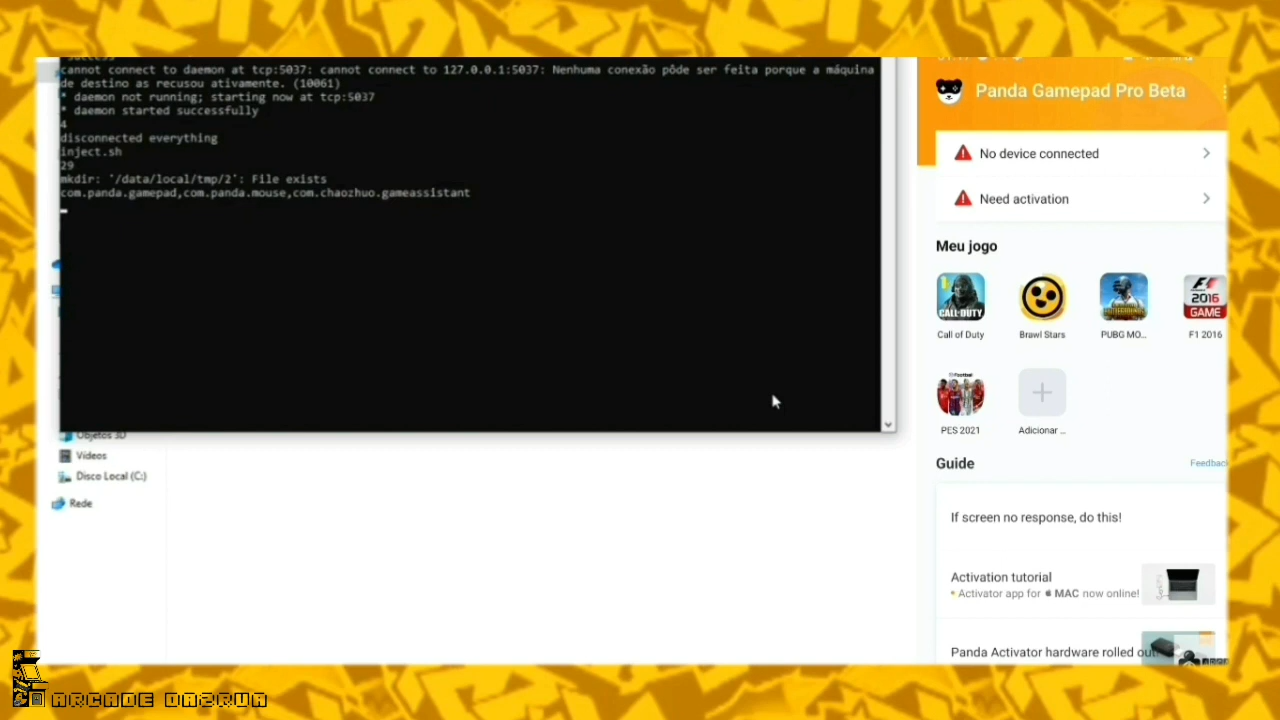 success
cannot connect to daemon at tcp:5037: cannot connect to 127.0.0.1:5037: Nenhuma conexão pôde ser feita porque a máquina
de destino as recusou ativamente. (10061)
* daemon not running; starting now at tcp:5037
* daemon started successfully
4
disconnected everything
inject.sh
29
mkdir: '/data/local/tmp/2': File exists
com.panda.gamepad,com.panda.mouse,com.chaozhuo.gameassistant
Objetos 3D
Vídeos
Disco Local (C:)
Rede
Panda Gamepad Pro Beta
No device connected
Need activation
Meu jogo
CALL·DUTY
2016
GAME
Call of Duty
Brawl Stars
PUBG MO...
F1 2016
PES 2021
Adicionar ...
Guide
Feedback
If screen no response, do this!
Activation tutorial
• Activator app for MAC now online!
Panda Activator hardware rolled out
ARCADE DAZRUA